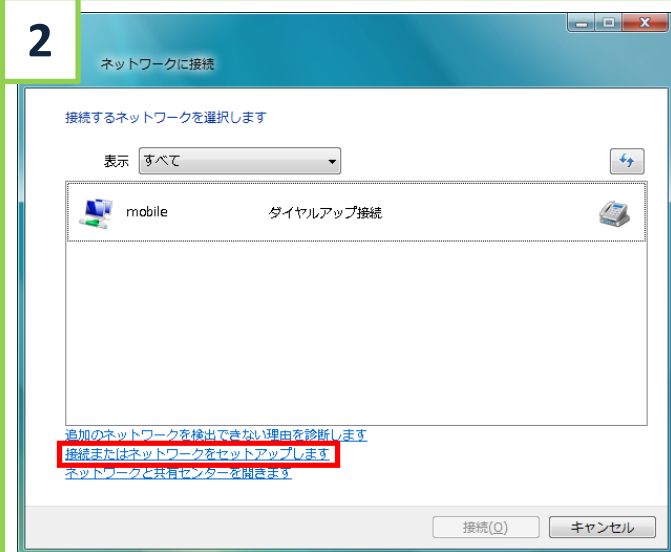 2
ネットワークに接続
接続するネットワークを選択します
表示 すべて
mobile ダイヤルアップ接続
追加のネットワークを検出できない理由を診断します
接続またはネットワークをセットアップします
ネットワークと共有センターを開きます
接続(O) キャンセル